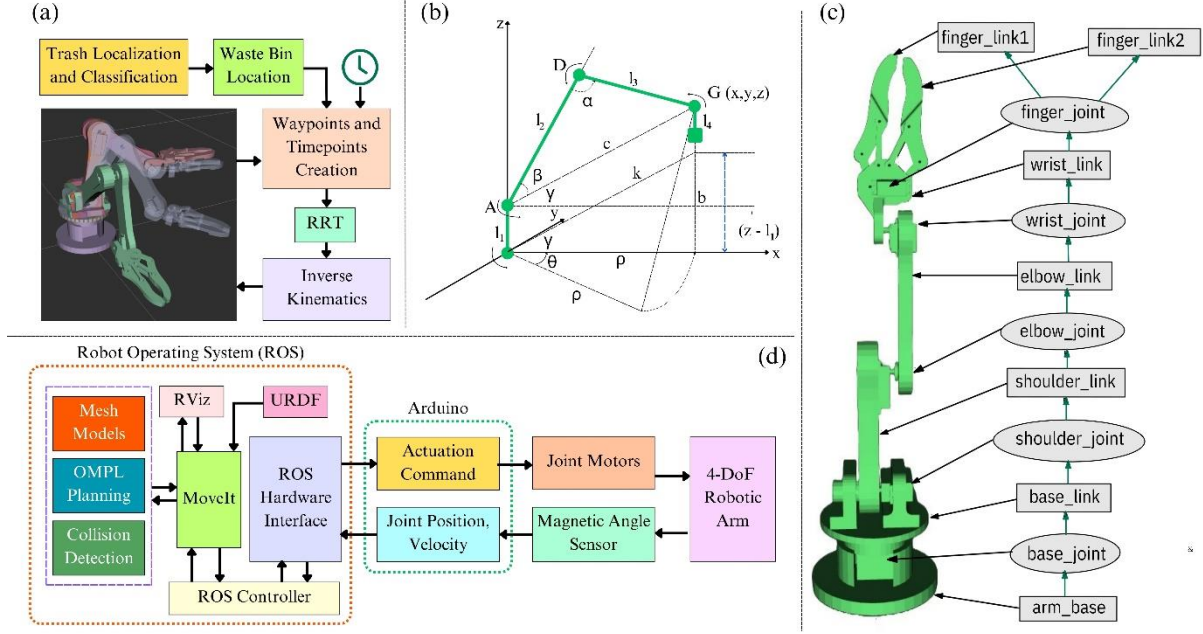 (a)
Trash Localization
and Classification
Waste Bin
Location
Waypoints and
Timepoints
Creation
RRT
Inverse
Kinematics
(b)
z
D
α
l₃
G (x,y,z)
l₂
l₄
c
β
k
A
γ
y
b
l₁
(z - l₁)
γ
x
θ
ρ
ρ
(c)
finger_link1
finger_link2
finger_joint
wrist_link
wrist_joint
elbow_link
elbow_joint
shoulder_link
shoulder_joint
base_link
base_joint
arm_base
&
(d)
Robot Operating System (ROS)
Mesh
Models
OMPL
Planning
Collision
Detection
RViz
URDF
MoveIt
ROS
Hardware
Interface
ROS Controller
Arduino
Actuation
Command
Joint Position,
Velocity
Joint Motors
Magnetic Angle
Sensor
4-DoF
Robotic
Arm